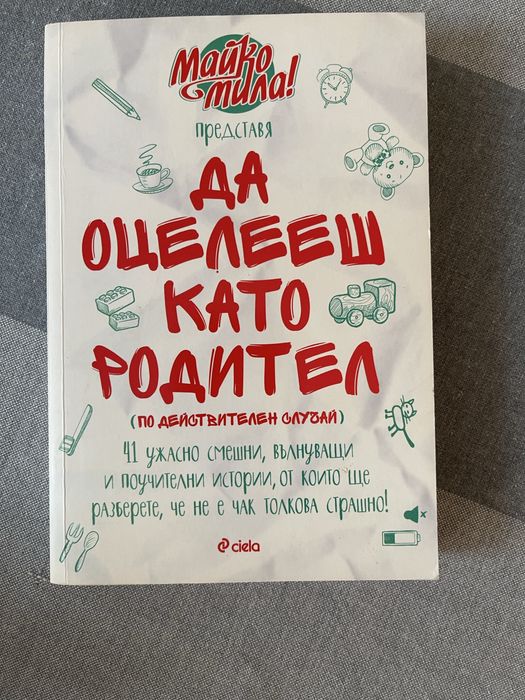 Майко
мила!
представя
ДА
ОЦЕЛЕЕШ
КАТО
РОДИТЕЛ
(ПО ДЕЙСТВИТЕЛЕН СЛУЧАЙ)
41 УЖАСНО СМЕШНИ, ВЪЛНУВАЩИ
И ПОУЧИТЕЛНИ ИСТОРИИ, ОТ КОИТО ЩЕ
РАЗБЕРЕТЕ, ЧЕ НЕ Е ЧАК ТОЛКОВА СТРАШНО!
ciela